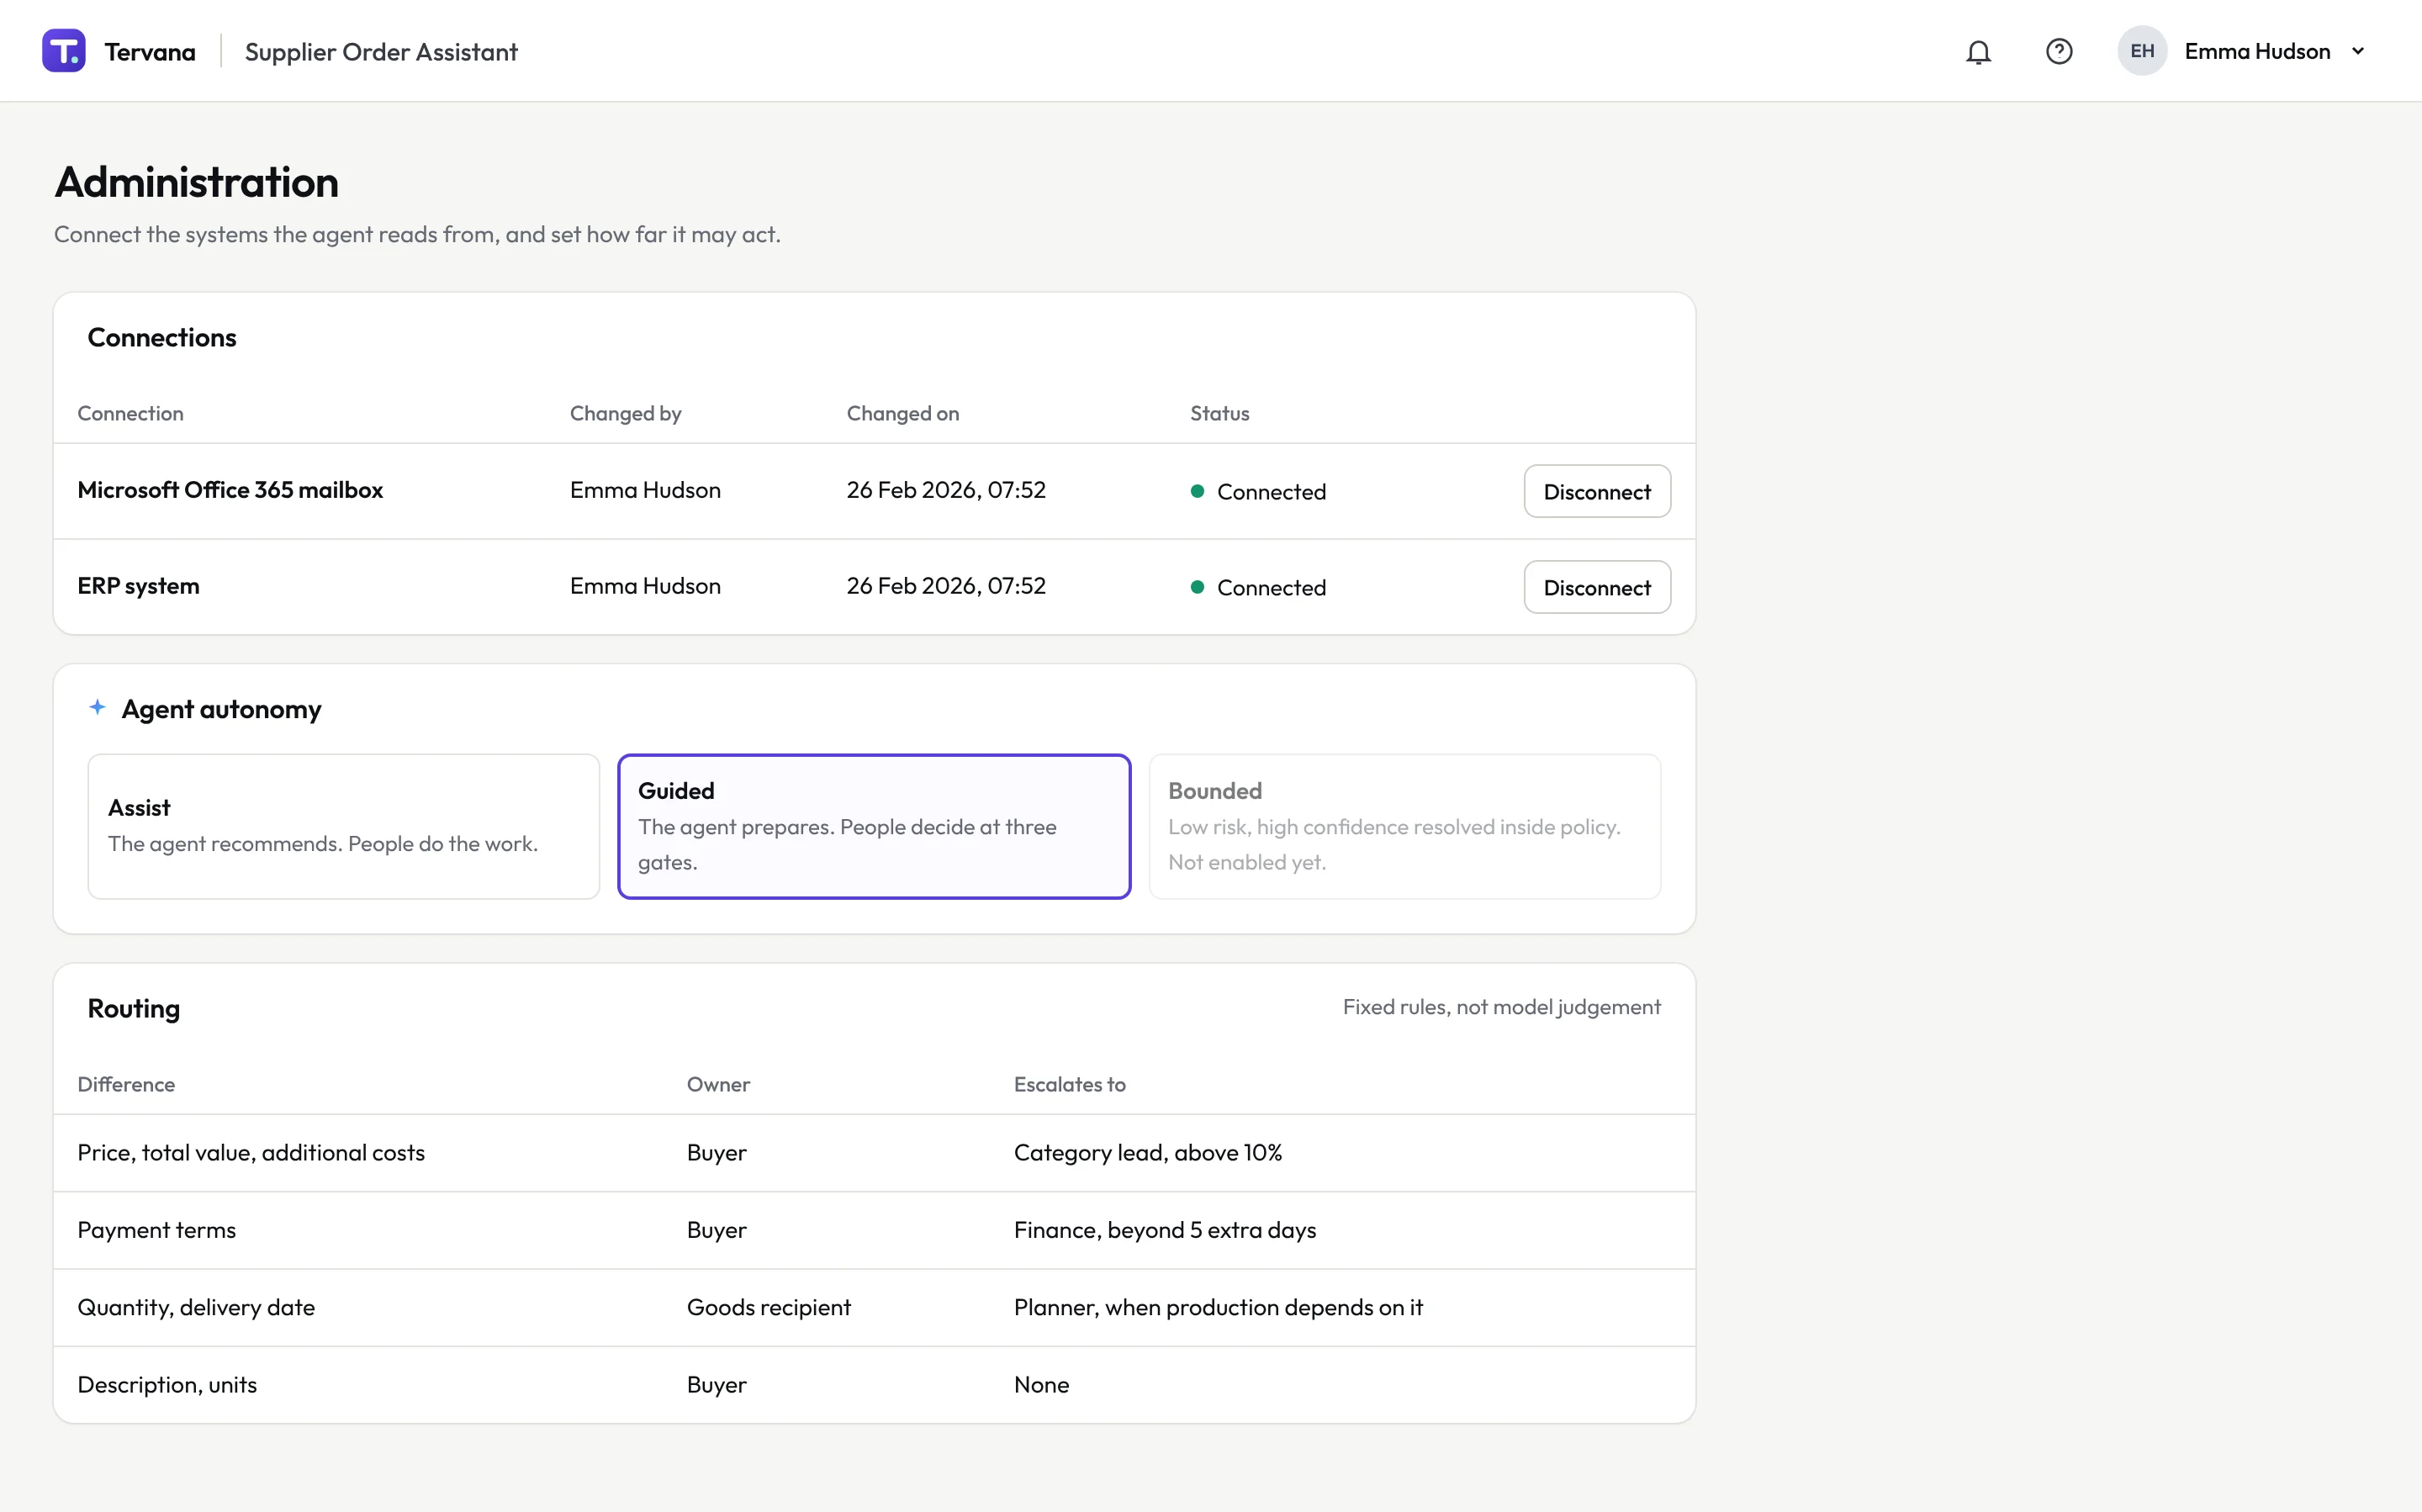 T.
Tervana
Supplier Order Assistant
EH
Emma Hudson
Administration
Connect the systems the agent reads from, and set how far it may act.
Connections
Connection Changed by Changed on Status
Microsoft Office 365 mailbox Emma Hudson 26 Feb 2026, 07:52 Connected Disconnect
ERP system Emma Hudson 26 Feb 2026, 07:52 Connected Disconnect
Agent autonomy
Assist
The agent recommends. People do the work.
Guided
The agent prepares. People decide at three
gates.
Bounded
Low risk, high confidence resolved inside policy.
Not enabled yet.
Routing
Fixed rules, not model judgement
Difference Owner Escalates to
Price, total value, additional costs Buyer Category lead, above 10%
Payment terms Buyer Finance, beyond 5 extra days
Quantity, delivery date Goods recipient Planner, when production depends on it
Description, units Buyer None